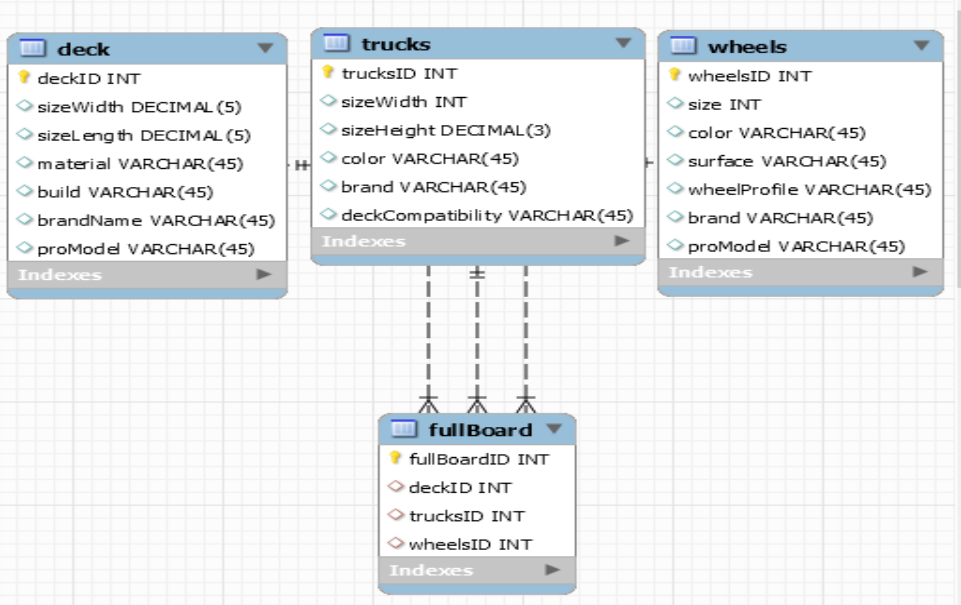 deck
deckID INT
sizeWidth DECIMAL(5)
sizeLength DECIMAL(5)
material VARCHAR(45)
build VARCHAR(45)
brandName VARCHAR(45)
proModel VARCHAR(45)
Indexes
trucks
trucksID INT
sizeWidth INT
sizeHeight DECIMAL(3)
color VARCHAR(45)
brand VARCHAR(45)
deckCompatibility VARCHAR(45)
Indexes
wheels
wheelsID INT
size INT
color VARCHAR(45)
surface VARCHAR(45)
wheelProfile VARCHAR(45)
brand VARCHAR(45)
proModel VARCHAR(45)
Indexes
fullBoard
fullBoardID INT
deckID INT
trucksID INT
wheelsID INT
Indexes